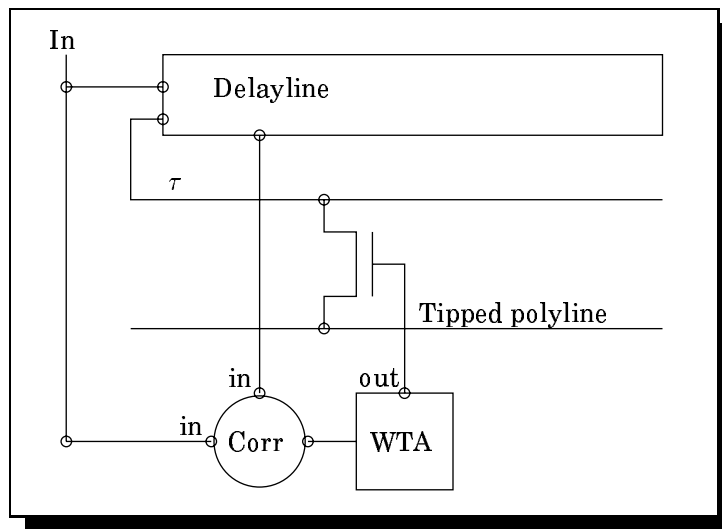 In
Delayline
τ
Tipped polyline
in
out
in
Corr
WTA